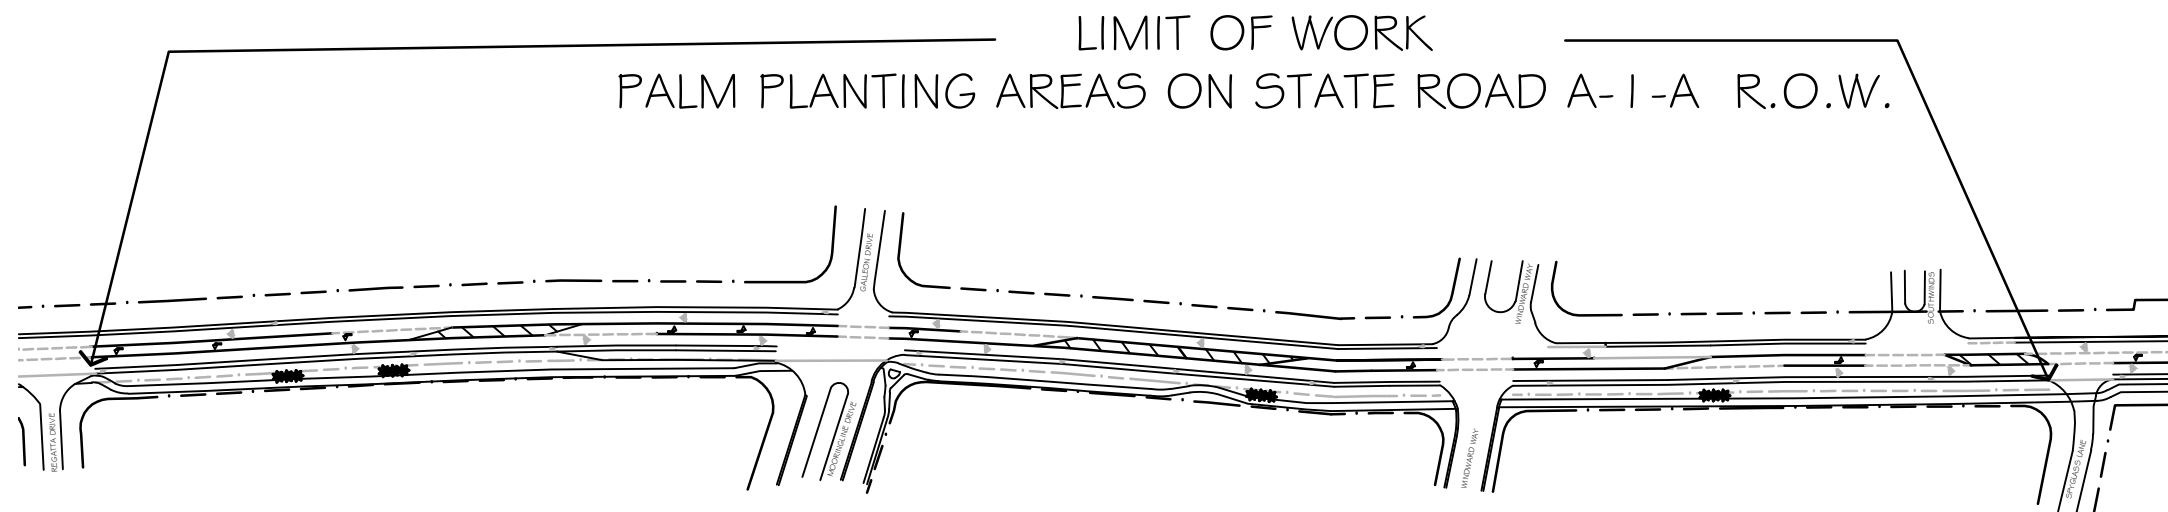 LIMIT OF WORK
PALM PLANTING AREAS ON STATE ROAD A-1-A R.O.W.
GALLEON DRIVE
WINDWARD WAY
SOUTHWINDS
REGATTA DRIVE
MOORINGLINE DRIVE
WINDWARD WAY
SPYGLASS LANE